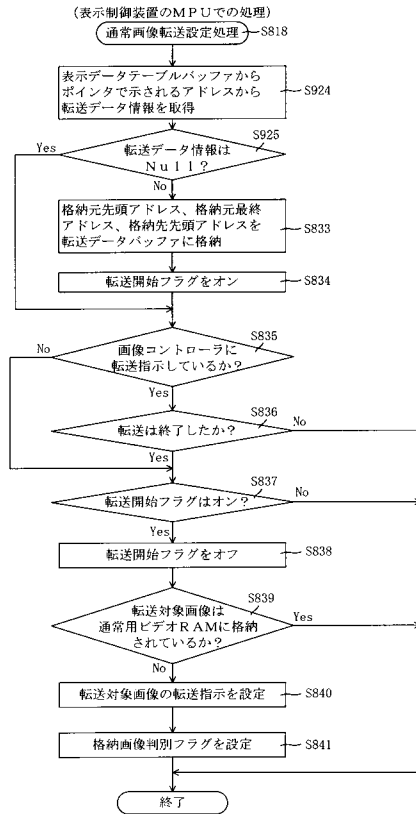 (表示制御装置のMPUでの処理)
通常画像転送設定処理
S818
表示データテーブルバッファから
ポインタで示されるアドレスから
転送データ情報を取得
S924
S925
Yes
転送データ情報は
Null?
No
格納元先頭アドレス、格納元最終
アドレス、格納先先頭アドレスを
転送データバッファに格納
S833
転送開始フラグをオン
S834
S835
No
画像コントローラに
転送指示しているか?
Yes
S836
転送は終了したか?
No
Yes
S837
転送開始フラグはオン?
No
Yes
転送開始フラグをオフ
S838
S839
転送対象画像は
通常用ビデオRAMに格納
されているか?
Yes
No
転送対象画像の転送指示を設定
S840
格納画像判別フラグを設定
S841
終了